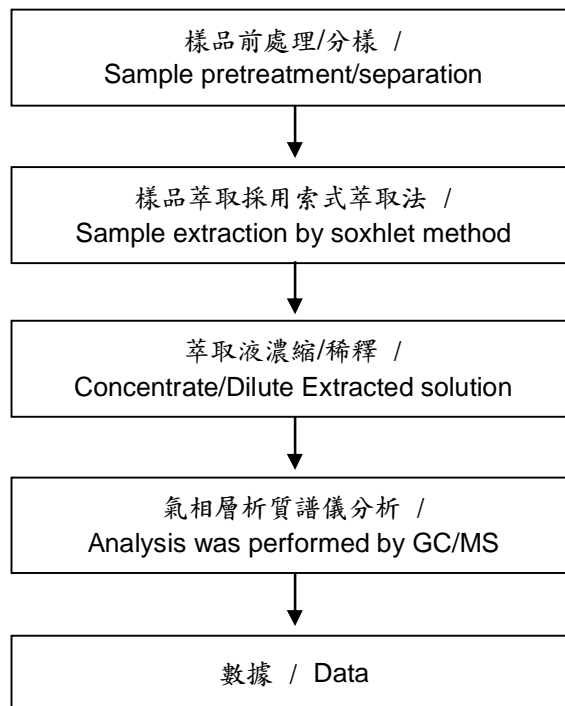 樣品前處理/分樣 /
Sample pretreatment/separation
樣品萃取採用索式萃取法 /
Sample extraction by soxhlet method
萃取液濃縮/稀釋 /
Concentrate/Dilute Extracted solution
氣相層析質譜儀分析 /
Analysis was performed by GC/MS
數據 / Data